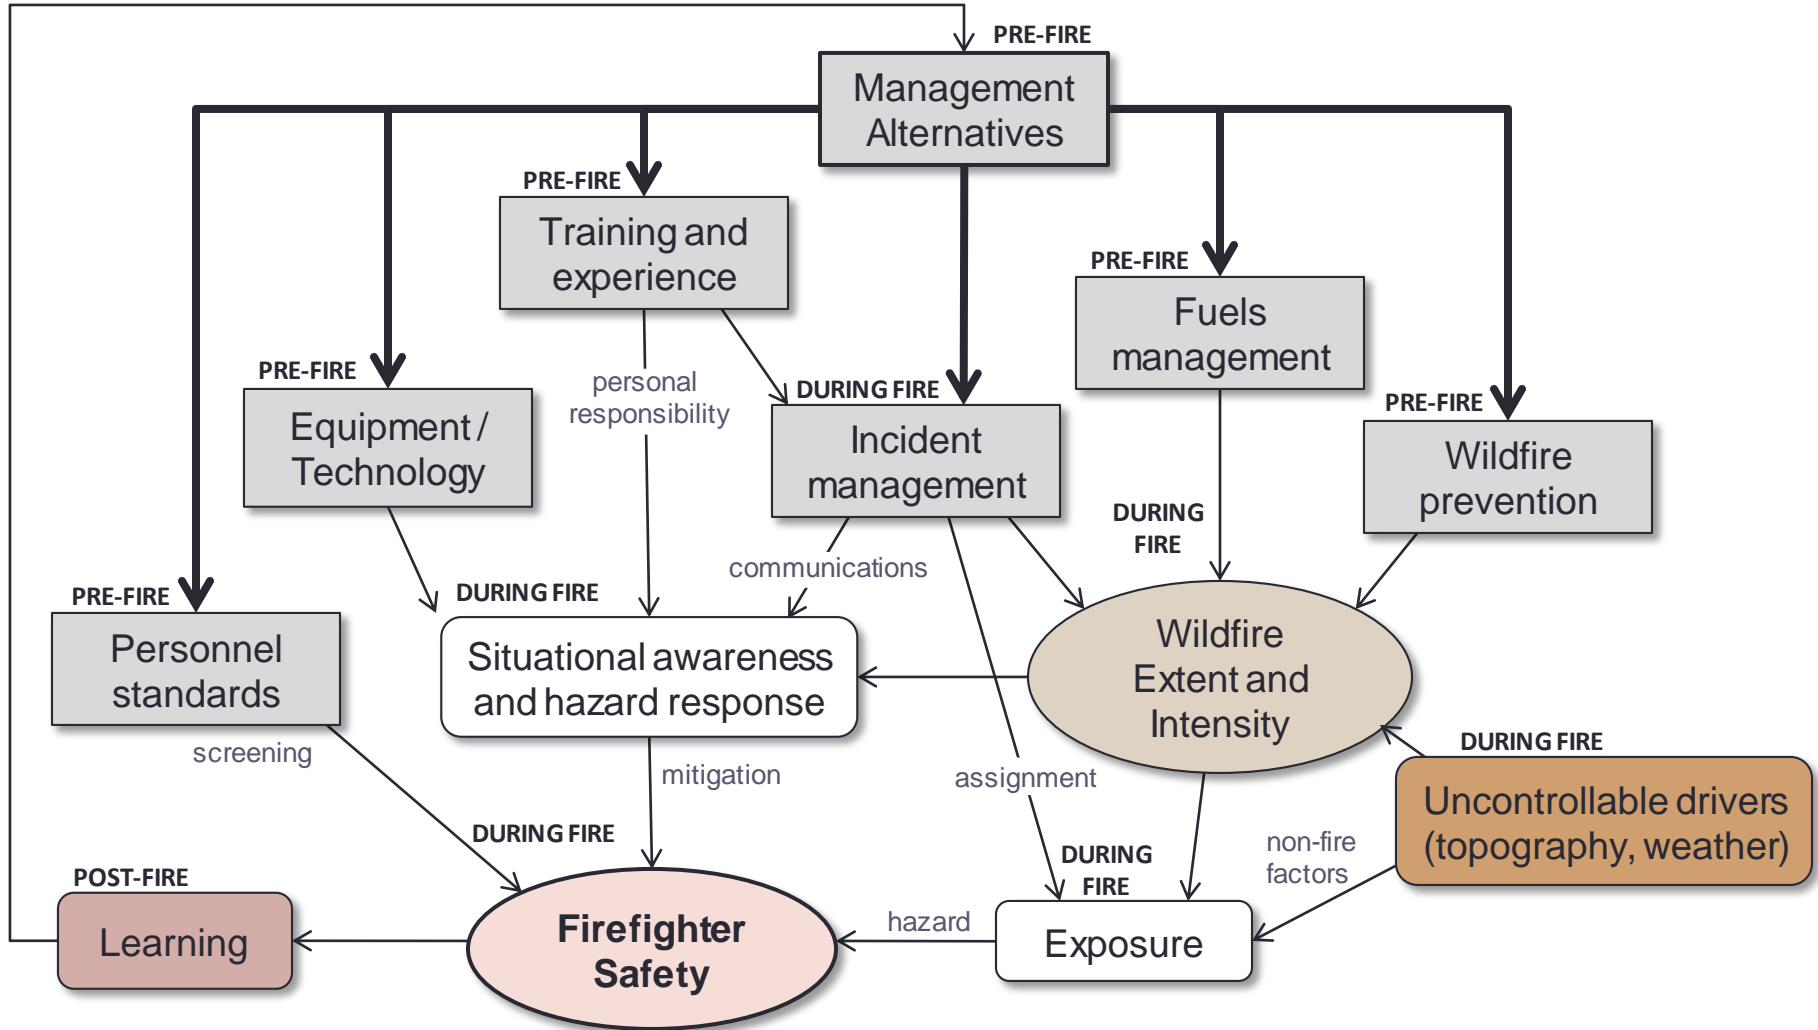 PRE-FIRE
Management
Alternatives
PRE-FIRE
Training and
experience
PRE-FIRE
Fuels
management
PRE-FIRE
Equipment /
Technology
personal
responsibility
DURING FIRE
Incident
management
PRE-FIRE
Wildfire
prevention
DURING
FIRE
communications
PRE-FIRE
Personnel
standards
DURING FIRE
Situational awareness
and hazard response
Wildfire
Extent and
Intensity
screening
mitigation
assignment
DURING FIRE
Uncontrollable drivers
(topography, weather)
non-fire
factors
DURING FIRE
DURING
FIRE
POST-FIRE
Learning
Firefighter
Safety
hazard
Exposure